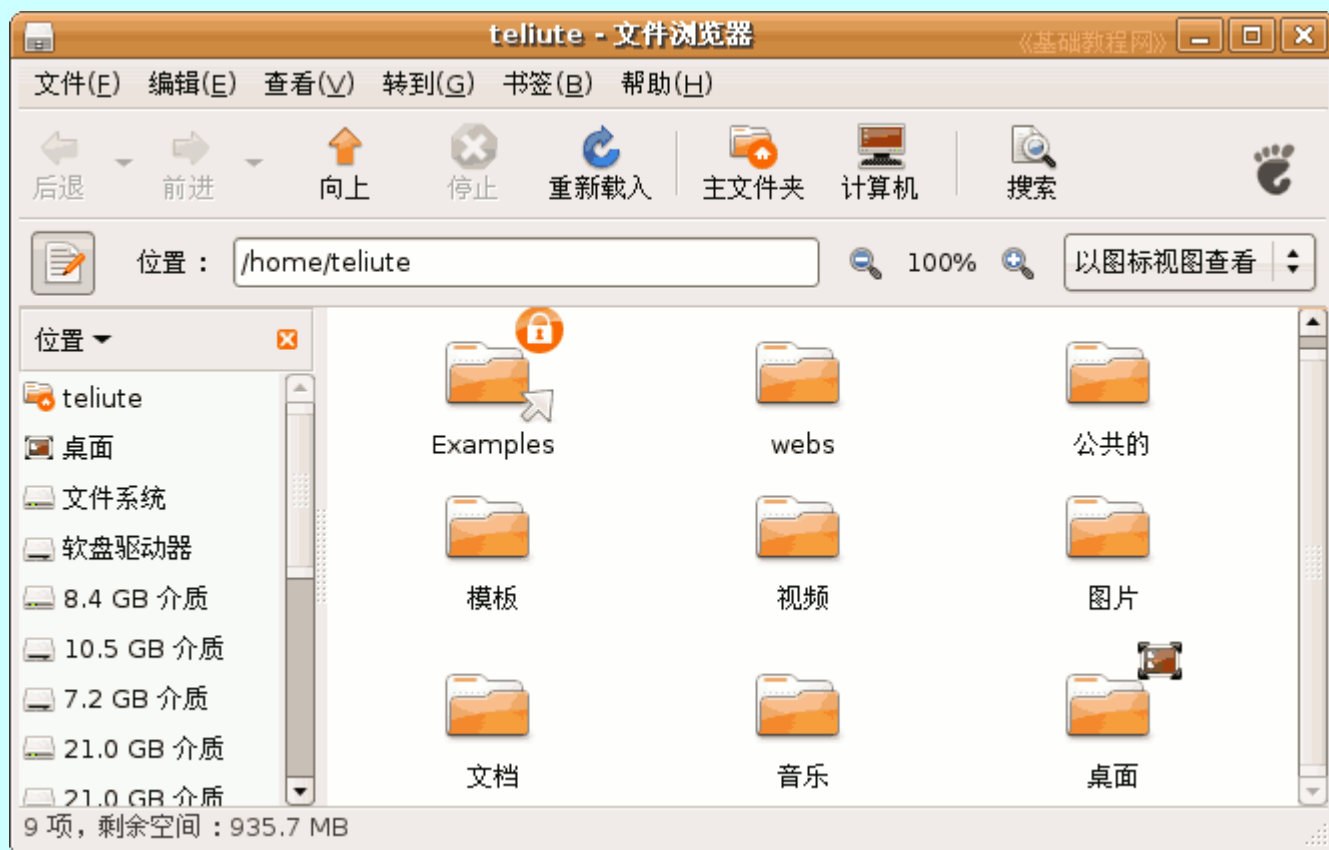 teliute - 文件浏览器
《基础教程网》
文件(F) 编辑(E) 查看(V) 转到(G) 书签(B) 帮助(H)
后退 前进 向上 停止 重新载入 主文件夹 计算机 搜索
位置： /home/teliute 100% 以图标视图查看
位置
teliute
桌面
文件系统
软盘驱动器
8.4 GB 介质
10.5 GB 介质
7.2 GB 介质
21.0 GB 介质
21.0 GB 介质
Examples webs 公共的
模板 视频 图片
文档 音乐 桌面
9 项，剩余空间：935.7 MB